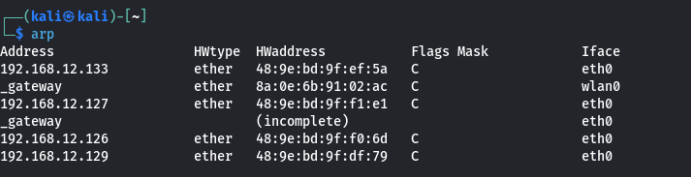 ┌──(kali㉿kali)-[~]
└─$ arp
Address HWtype HWaddress Flags Mask Iface
192.168.12.133 ether 48:9e:bd:9f:ef:5a C eth0
_gateway ether 8a:0e:6b:91:02:ac C wlan0
192.168.12.127 ether 48:9e:bd:9f:f1:e1 C eth0
_gateway (incomplete) eth0
192.168.12.126 ether 48:9e:bd:9f:f0:6d C eth0
192.168.12.129 ether 48:9e:bd:9f:df:79 C eth0